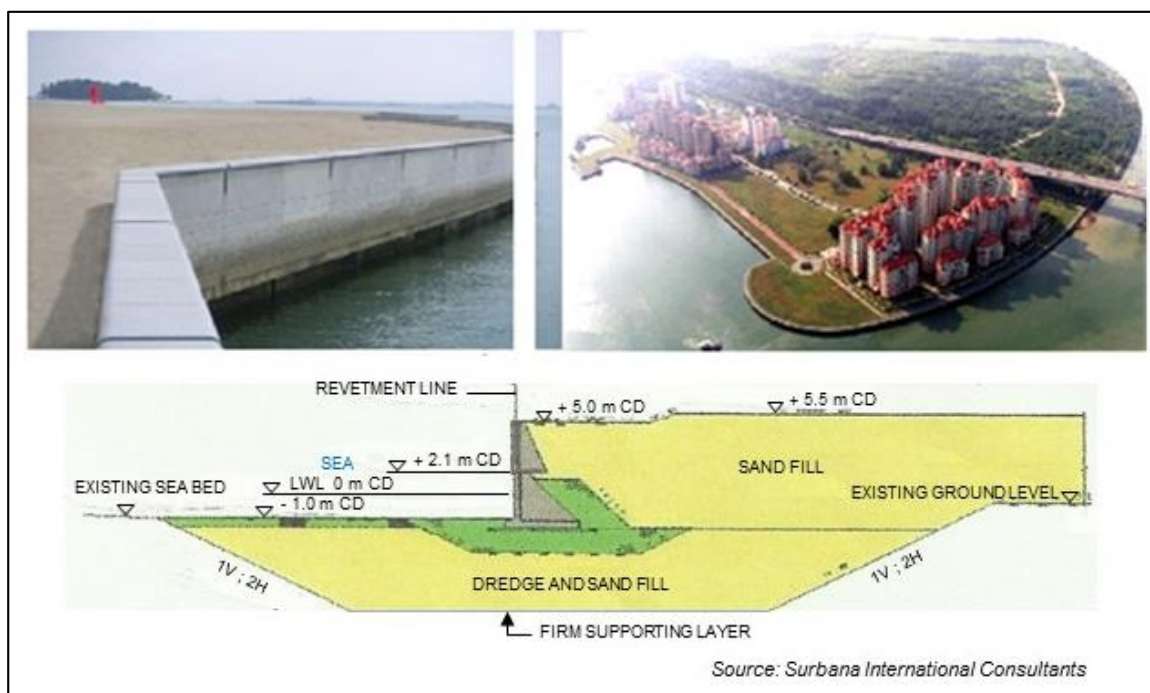 REVETMENT LINE
+ 5.0 m CD
+ 5.5 m CD
SEA
+ 2.1 m CD
SAND FILL
EXISTING SEA BED
LWL 0 m CD
EXISTING GROUND LEVEL
- 1.0 m CD
1V ; 2H
DREDGE AND SAND FILL
1V ; 2H
FIRM SUPPORTING LAYER
Source: Surbana International Consultants